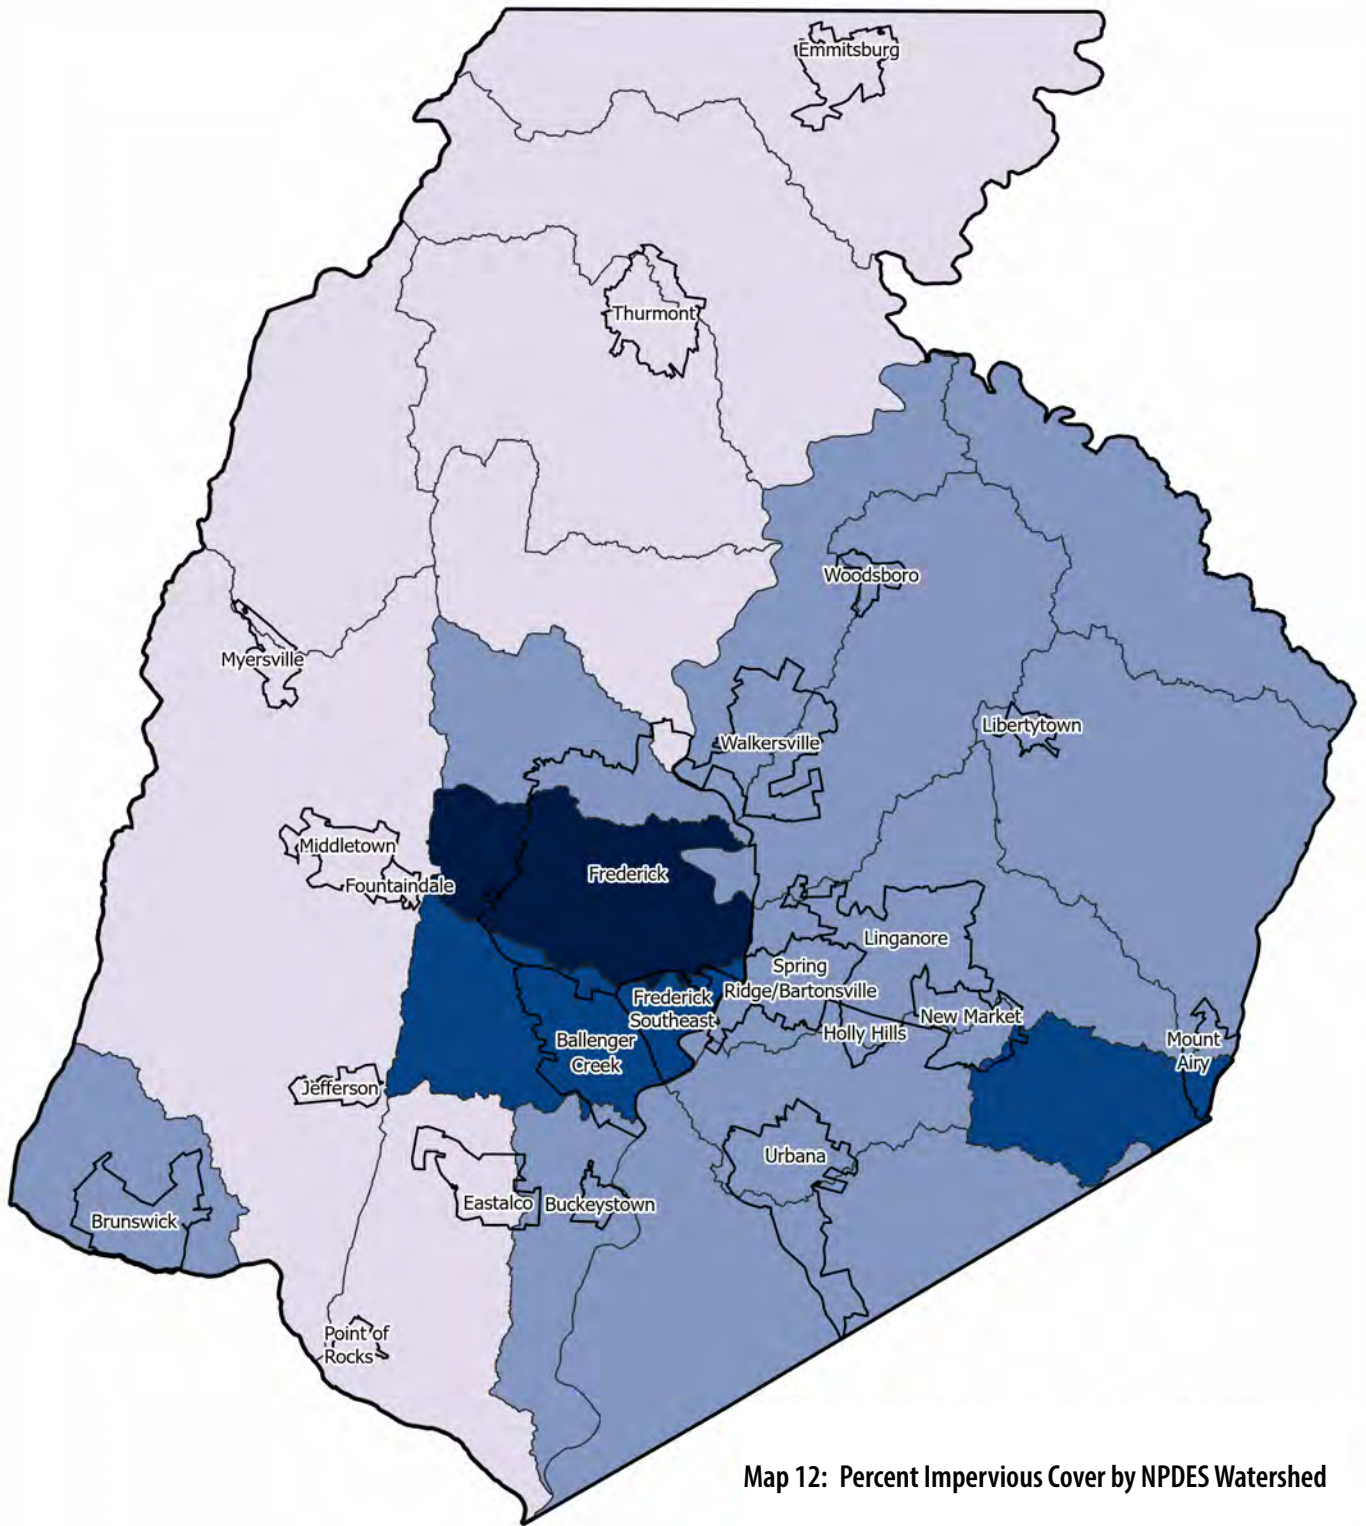 Emmitsburg
Thurmont
Woodsboro
Myersville
Libertytown
Walkersville
Middletown
Frederick
Fountaindale
Linganore
Spring
Ridge/Bartonsville
Frederick
Southeast
New Market
Holly Hills
Ballenger
Creek
Mount
Airy
Jefferson
Urbana
Eastalco
Buckeystown
Brunswick
Point of
Rocks
Map 12: Percent Impervious Cover by NPDES Watershed